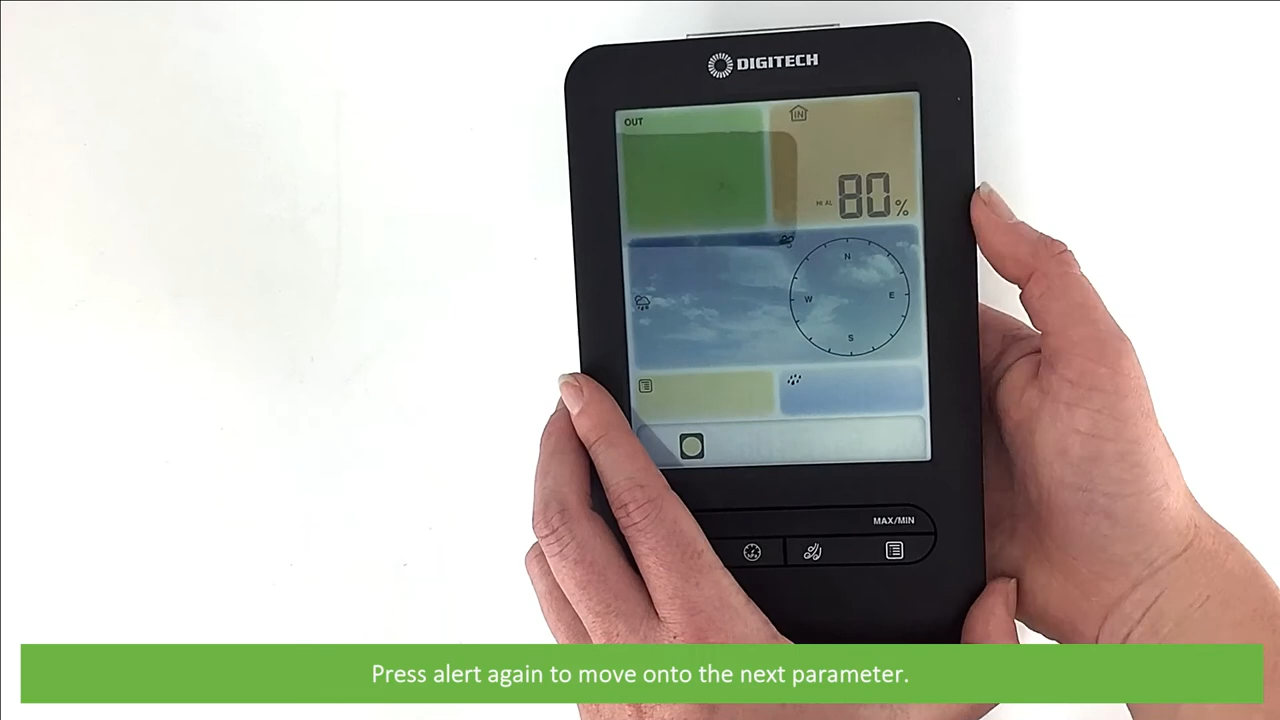 DIGITECH
OUT
IN
HI AL 80%
N
W E
S
MAX/MIN
Press alert again to move onto the next parameter.